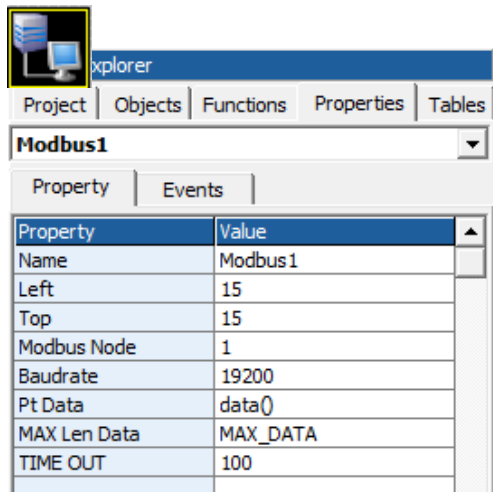 xplorer
Project Objects Functions Properties Tables
Modbus1
Property Events
Property Value
Name Modbus1
Left 15
Top 15
Modbus Node 1
Baudrate 19200
Pt Data data()
MAX Len Data MAX_DATA
TIME OUT 100